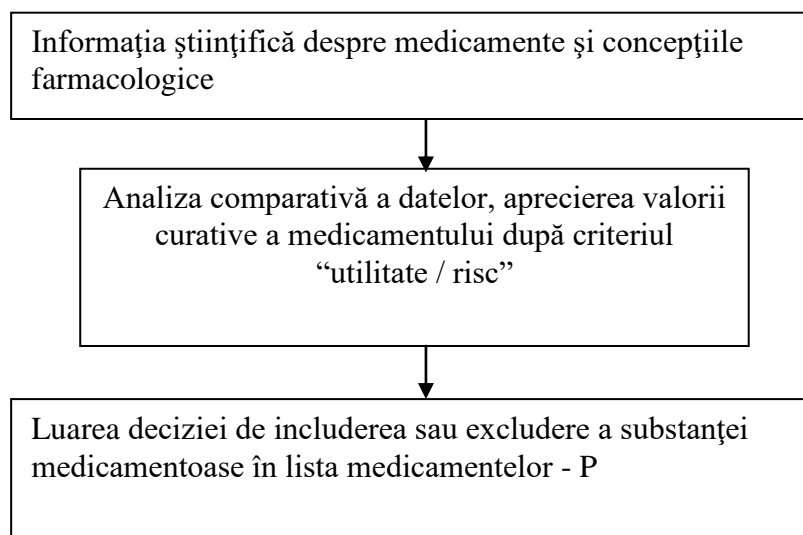 Informaţia ştiinţifică despre medicamente şi concepţiile
farmacologice
Analiza comparativă a datelor, aprecierea valorii
curative a medicamentului după criteriul
“utilitate / risc”
Luarea deciziei de includerea sau excludere a substanţei
medicamentoase în lista medicamentelor - P